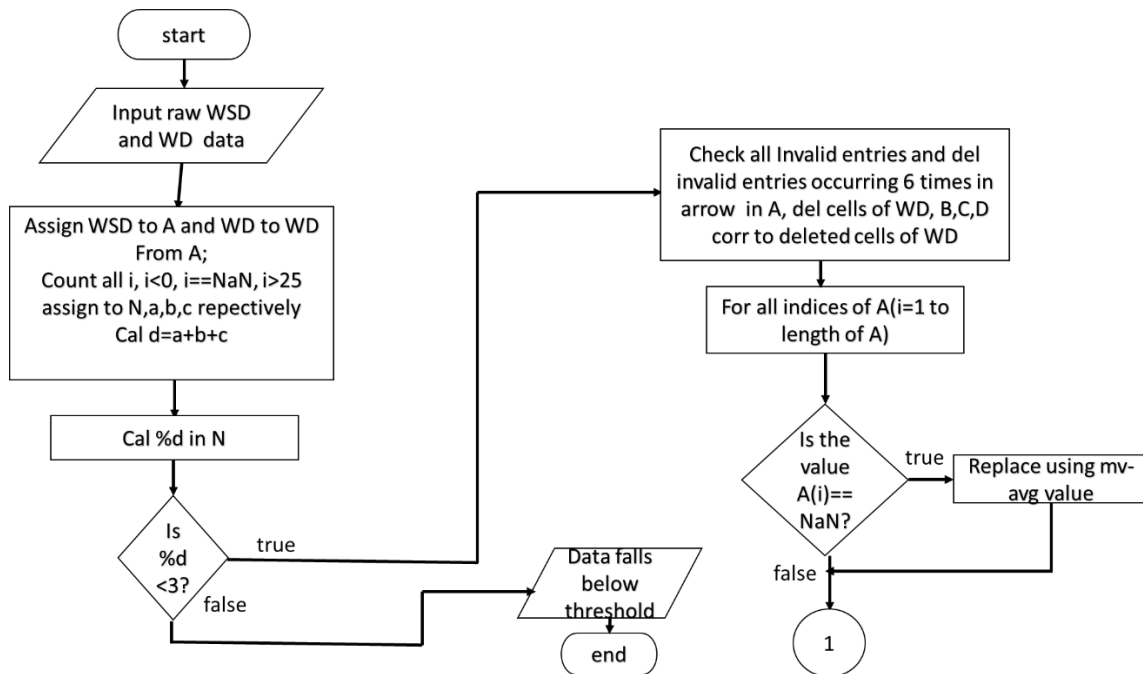 start
Input raw WSD
and WD data
Assign WSD to A and WD to WD
From A;
Count all i, i<0, i==NaN, i>25
assign to N,a,b,c repectively
Cal d=a+b+c
Cal %d in N
Is
%d
<3?
true
false
Data falls
below
threshold
end
Check all Invalid entries and del
invalid entries occurring 6 times in
arrow in A, del cells of WD, B,C,D
corr to deleted cells of WD
For all indices of A(i=1 to
length of A)
Is the
value
A(i)==
NaN?
true
Replace using mv-
avg value
false
1